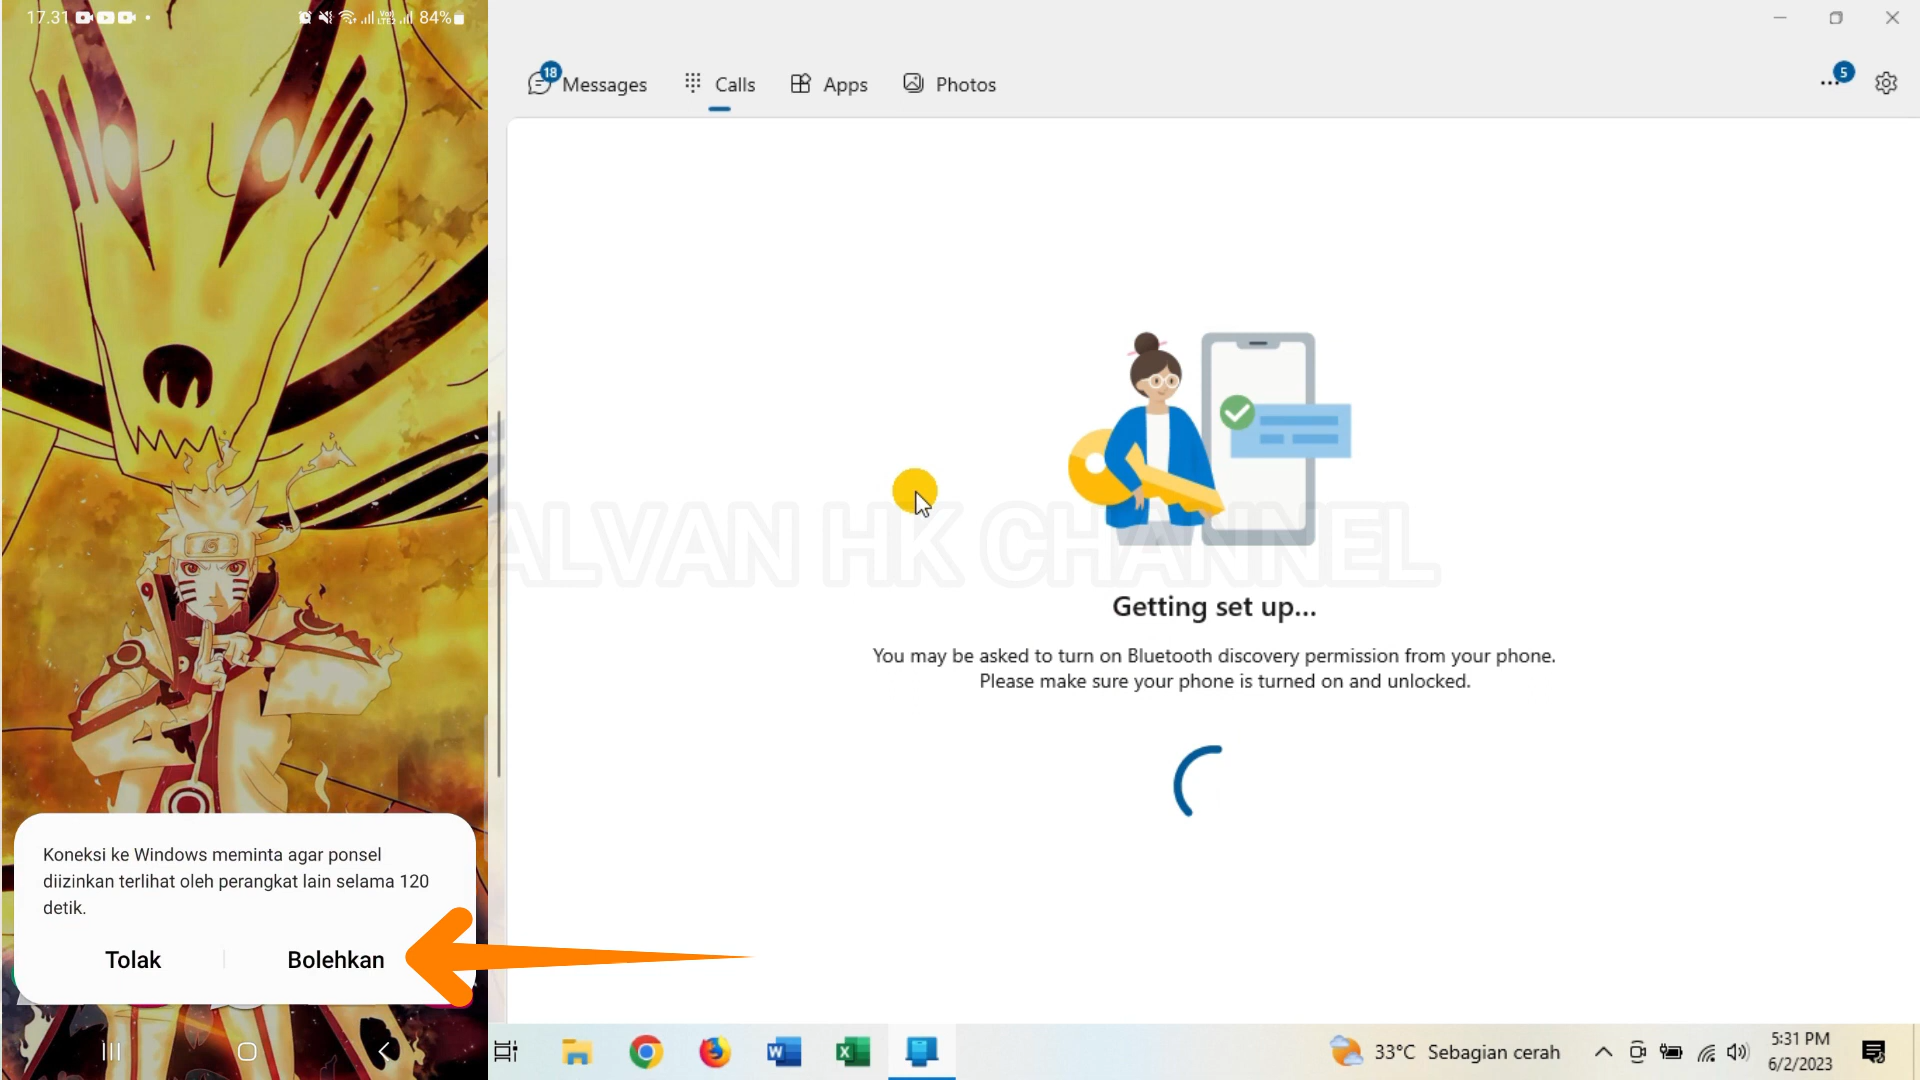 17.31
84%
Koneksi ke Windows meminta agar ponsel
diizinkan terlihat oleh perangkat lain selama 120
detik.
Tolak
Bolehkan
18
Messages
Calls
Apps
Photos
5
ALVAN HK CHANNEL
Getting set up...
You may be asked to turn on Bluetooth discovery permission from your phone.
Please make sure your phone is turned on and unlocked.
33°C Sebagian cerah
5:31 PM
6/2/2023